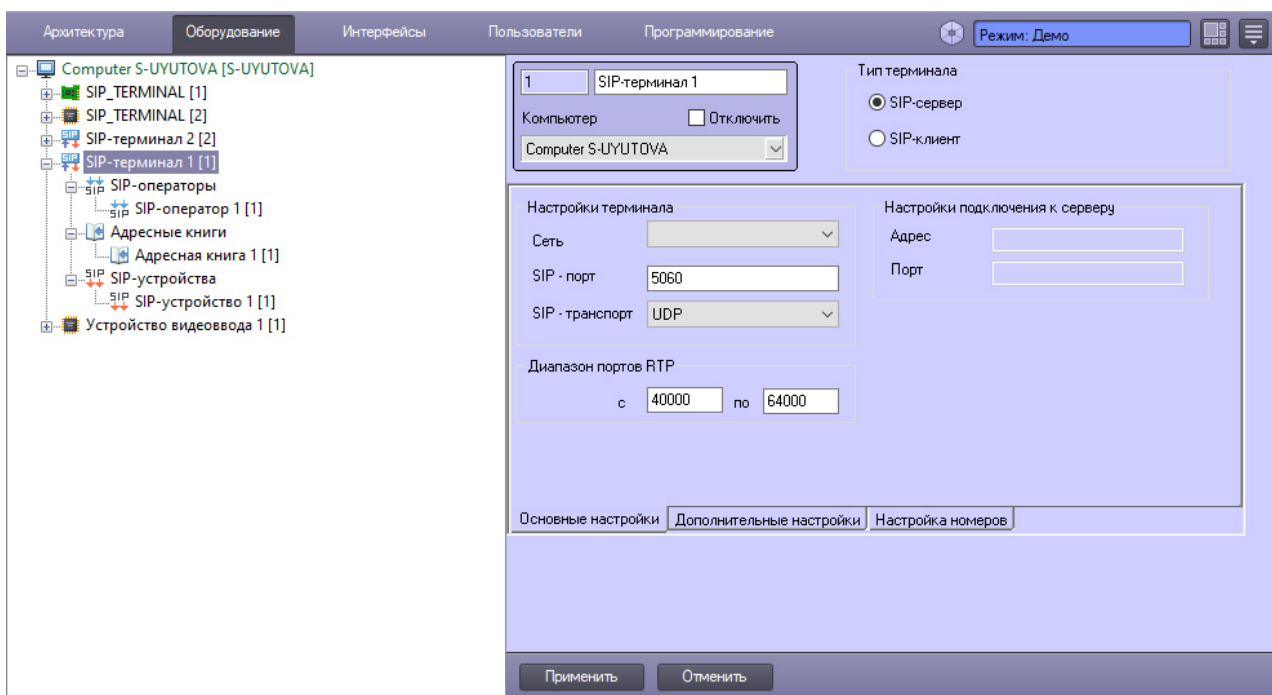 Архитектура Оборудование Интерфейсы Пользователи Программирование Режим: Демо
Computer S-UYUTOVA [S-UYUTOVA]
SIP_TERMINAL [1]
SIP_TERMINAL [2]
SIP-терминал 2 [2]
SIP-терминал 1 [1]
SIP-операторы
SIP-оператор 1 [1]
Адресные книги
Адресная книга 1 [1]
SIP-устройства
SIP-устройство 1 [1]
Устройство видеоввода 1 [1]
1 SIP-терминал 1
Компьютер Отключить
Computer S-UYUTOVA
Тип терминала
SIP-сервер
SIP-клиент
Настройки терминала
Сеть
SIP - порт 5060
SIP - транспорт UDP
Диапазон портов RTP
с 40000 по 64000
Настройки подключения к серверу
Адрес
Порт
Основные настройки Дополнительные настройки Настройка номеров
Применить Отменить